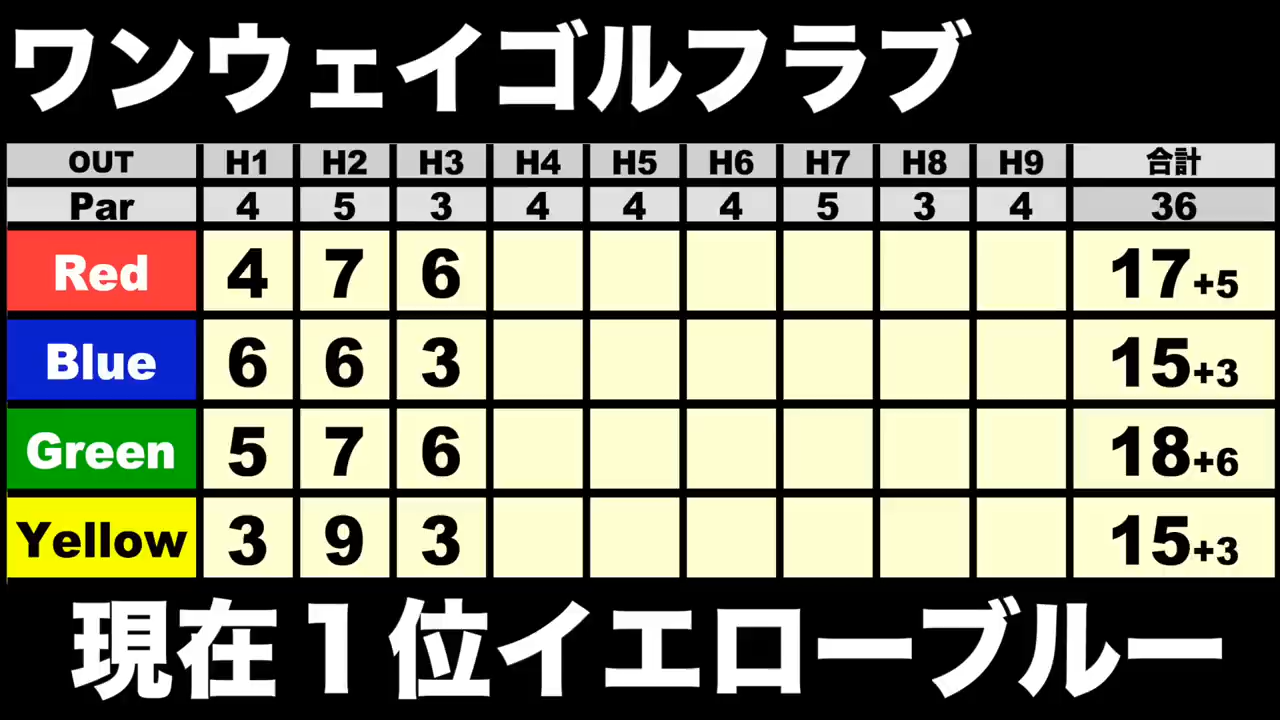 ワンウェイゴルフラブ
OUT H1 H2 H3 H4 H5 H6 H7 H8 H9 合計
Par 4 5 3 4 4 4 5 3 4 36
Red 4 7 6 17+5
Blue 6 6 3 15+3
Green 5 7 6 18+6
Yellow 3 9 3 15+3
現在1位イエローブルー